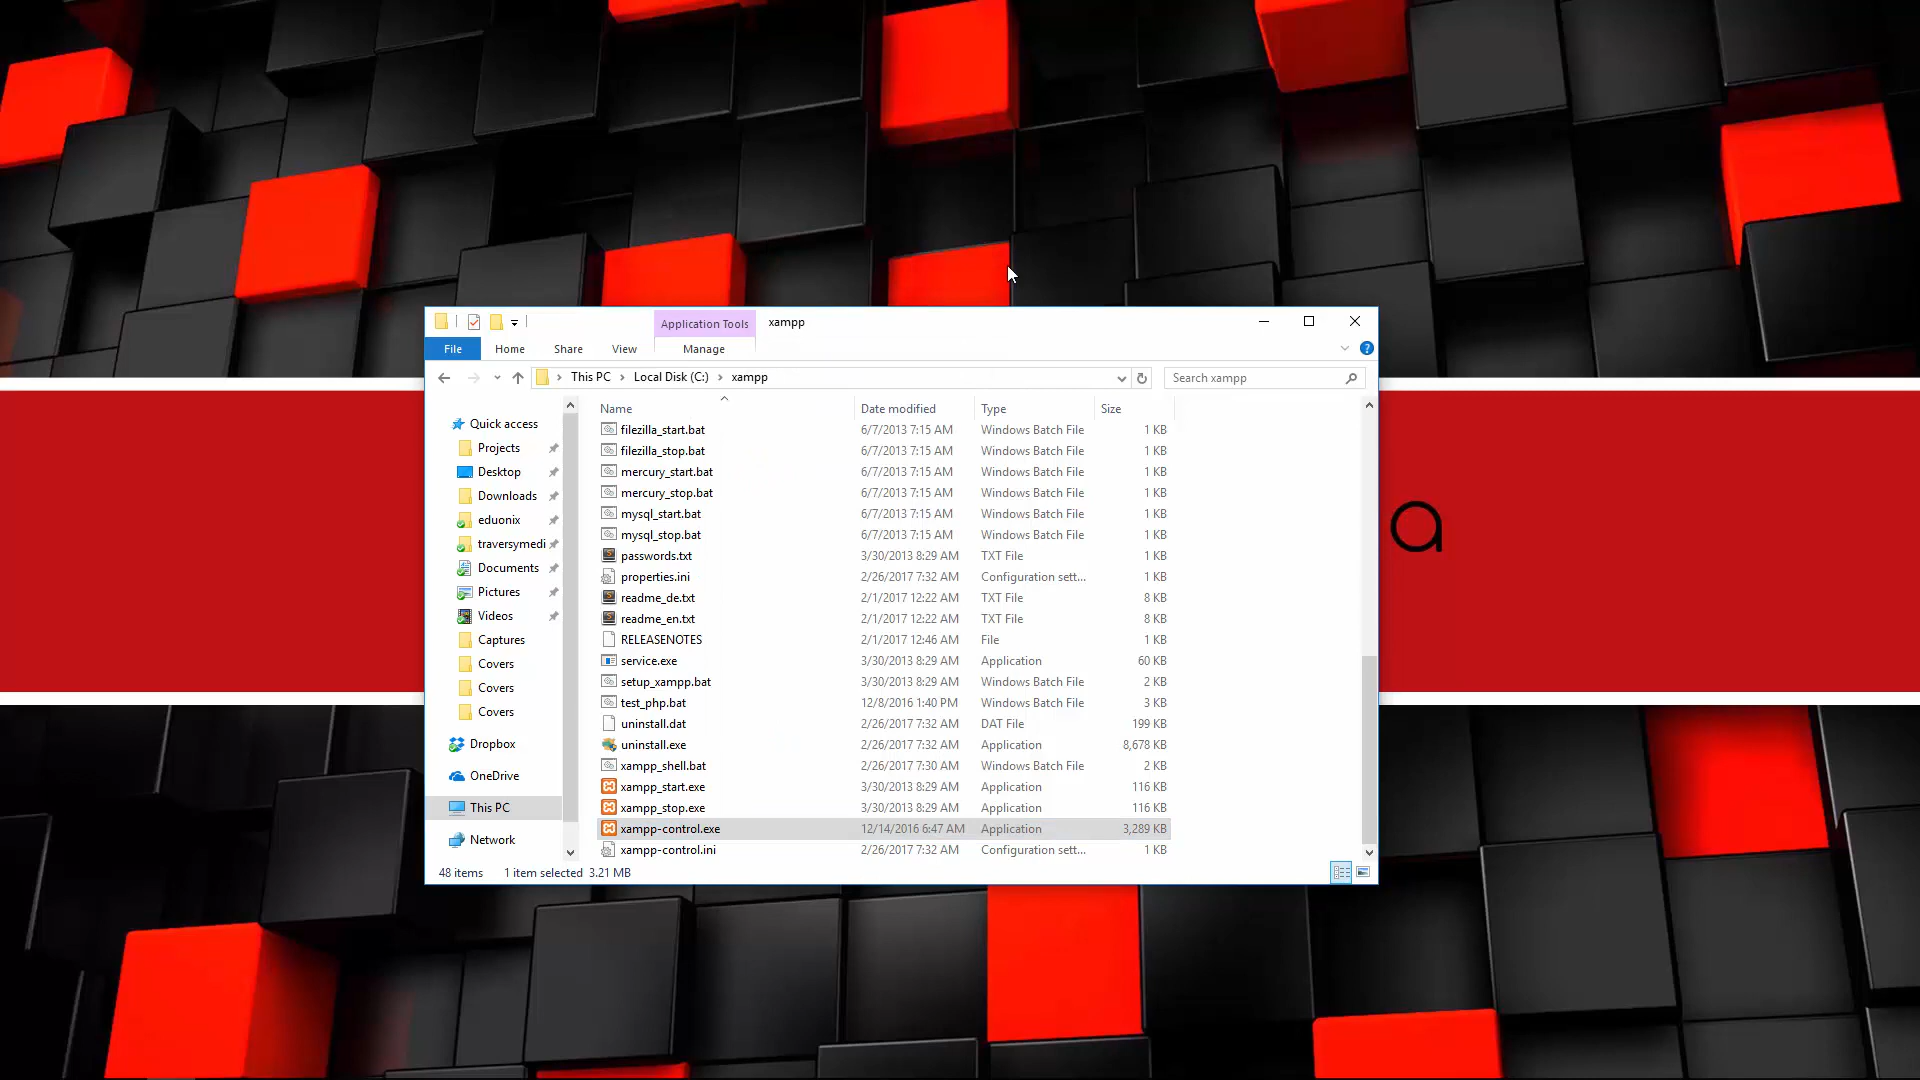 Application Tools xampp
File Home Share View Manage
This PC Local Disk (C:) xampp Search xampp
Name Date modified Type Size
Quick access
Projects
Desktop
Downloads
eduonix
traversymedi
Documents
Pictures
Videos
Captures
Covers
Covers
Covers
Dropbox
OneDrive
This PC
Network
filezilla_start.bat 6/7/2013 7:15 AM Windows Batch File 1 KB
filezilla_stop.bat 6/7/2013 7:15 AM Windows Batch File 1 KB
mercury_start.bat 6/7/2013 7:15 AM Windows Batch File 1 KB
mercury_stop.bat 6/7/2013 7:15 AM Windows Batch File 1 KB
mysql_start.bat 6/7/2013 7:15 AM Windows Batch File 1 KB
mysql_stop.bat 6/7/2013 7:15 AM Windows Batch File 1 KB
passwords.txt 3/30/2013 8:29 AM TXT File 1 KB
properties.ini 2/26/2017 7:32 AM Configuration sett... 1 KB
readme_de.txt 2/1/2017 12:22 AM TXT File 8 KB
readme_en.txt 2/1/2017 12:22 AM TXT File 8 KB
RELEASENOTES 2/1/2017 12:46 AM File 1 KB
service.exe 3/30/2013 8:29 AM Application 60 KB
setup_xampp.bat 3/30/2013 8:29 AM Windows Batch File 2 KB
test_php.bat 12/8/2016 1:40 PM Windows Batch File 3 KB
uninstall.dat 2/26/2017 7:32 AM DAT File 199 KB
uninstall.exe 2/26/2017 7:32 AM Application 8,678 KB
xampp_shell.bat 2/26/2017 7:30 AM Windows Batch File 2 KB
xampp_start.exe 3/30/2013 8:29 AM Application 116 KB
xampp_stop.exe 3/30/2013 8:29 AM Application 116 KB
xampp-control.exe 12/14/2016 6:47 AM Application 3,289 KB
xampp-control.ini 2/26/2017 7:32 AM Configuration sett... 1 KB
48 items 1 item selected 3.21 MB
a